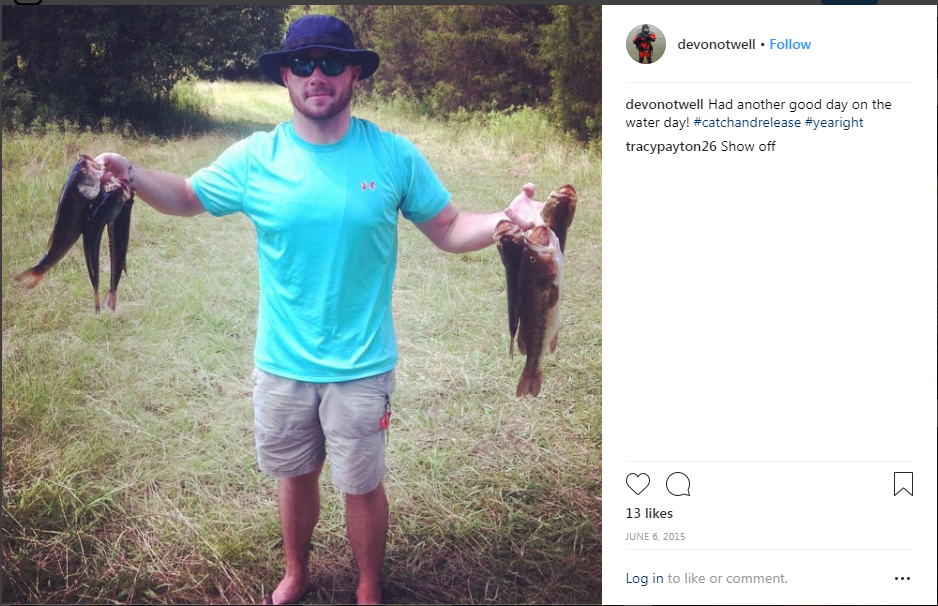 devonotwell • Follow
devonotwell Had another good day on the
water day! #catchandrelease #yearight
tracypayton26 Show off
13 likes
JUNE 6, 2015
Log in to like or comment.